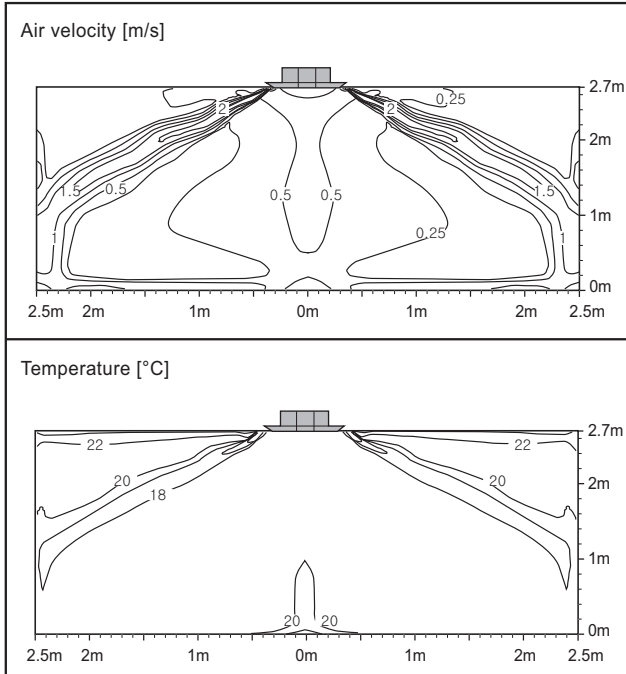 Air velocity [m/s]
2.7m
0.25
2 2
2m
1.5 0.5 0.5 0.5 1.5
0.25
1m
1 1
0m
2.5m 2m 1m 0m 1m 2m 2.5m
Temperature [°C]
2.7m
22 22
20 20
2m
18
1m
20 20
0m
2.5m 2m 1m 0m 1m 2m 2.5m